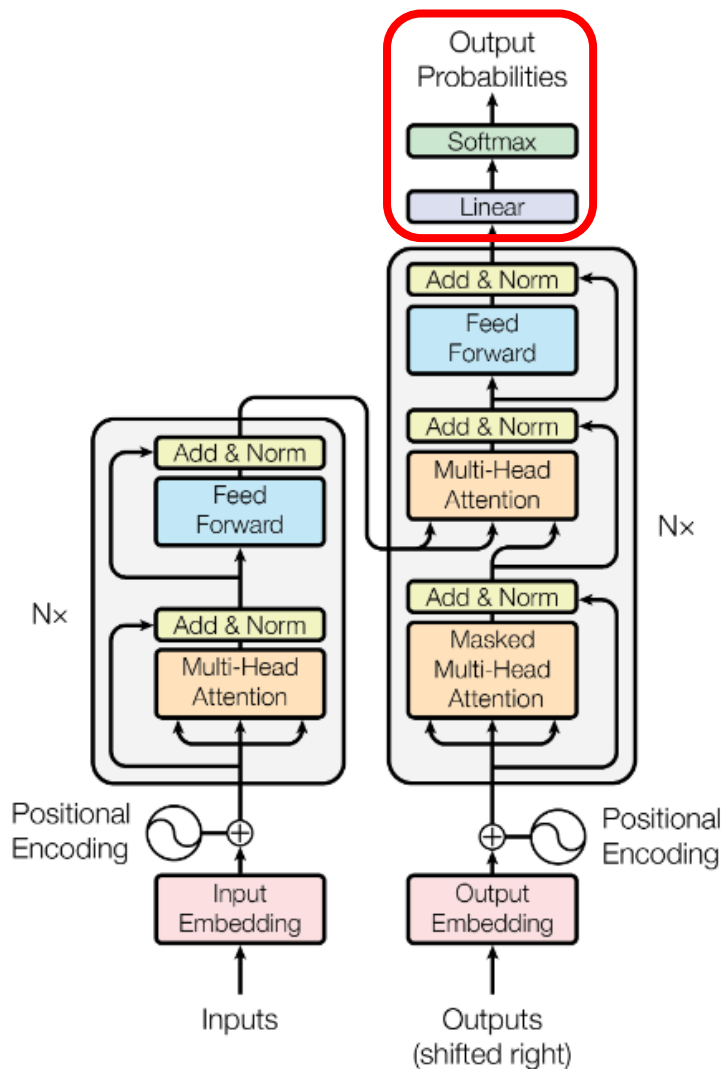 Output
Probabilities
Softmax
Linear
Add & Norm
Feed
Forward
Add & Norm
Multi-Head
Attention
Add & Norm
Masked
Multi-Head
Attention
Nx
Positional
Encoding
Output
Embedding
Outputs
(shifted right)
Add & Norm
Feed
Forward
Add & Norm
Multi-Head
Attention
Nx
Positional
Encoding
Input
Embedding
Inputs